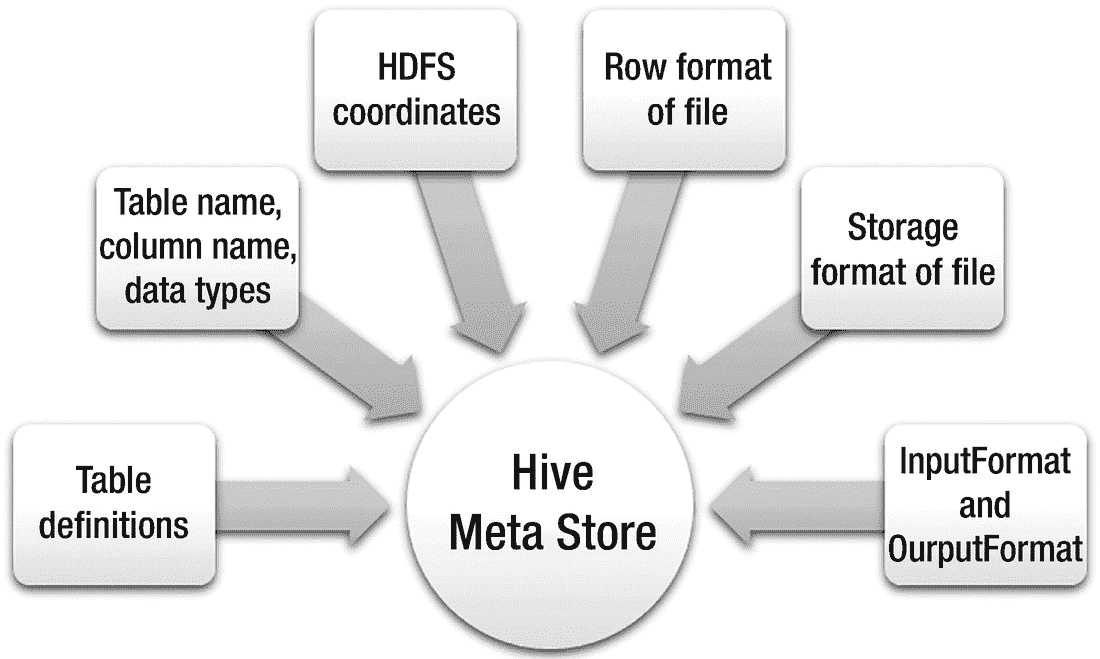 HDFS
coordinates
Row format
of file
Table name,
column name,
data types
Storage
format of file
Table
definitions
Hive
Meta Store
InputFormat
and
OurputFormat